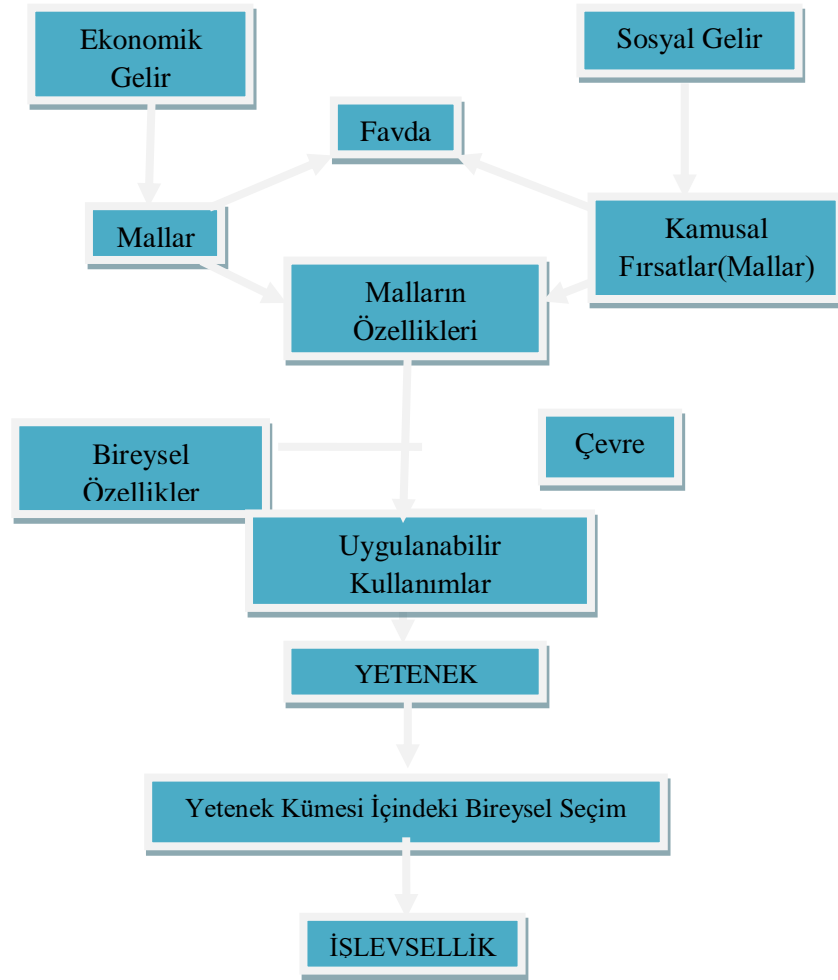 Ekonomik
Gelir
Sosyal Gelir
Favda
Mallar
Kamusal
Fırsatlar(Mallar)
Malların
Özellikleri
Bireysel
Özellikler
Çevre
Uygulanabilir
Kullanımlar
YETENEK
Yetenek Kümesi İçindeki Bireysel Seçim
İŞLEVSELLİK